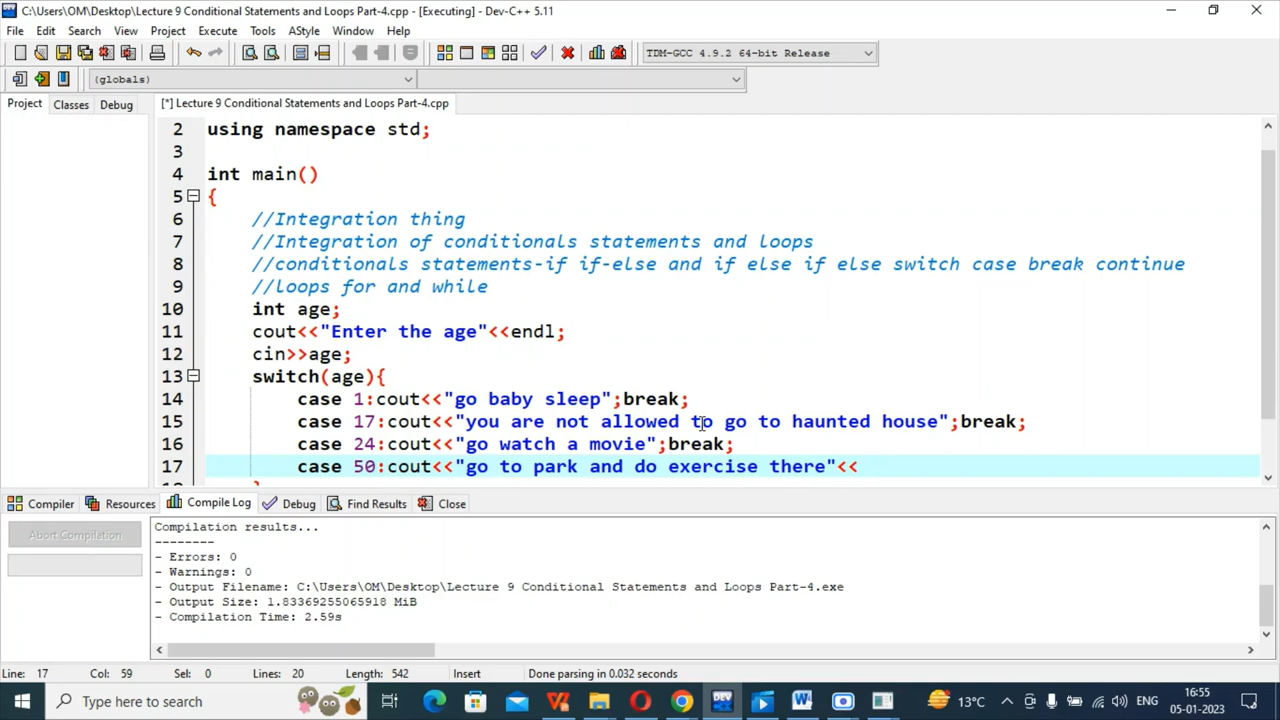 C:\Users\OM\Desktop\Lecture 9 Conditional Statements and Loops Part-4.cpp - [Executing] - Dev-C++ 5.11
File Edit Search View Project Execute Tools AStyle Window Help
TDM-GCC 4.9.2 64-bit Release
(globals)
Project Classes Debug [*] Lecture 9 Conditional Statements and Loops Part-4.cpp
2 using namespace std;
3
4 int main()
5 {
6 //Integration thing
7 //Integration of conditionals statements and loops
8 //conditionals statements-if if-else and if else if else switch case break continue
9 //loops for and while
10 int age;
11 cout<<"Enter the age"<<endl;
12 cin>>age;
13 switch(age){
14 case 1:cout<<"go baby sleep";break;
15 case 17:cout<<"you are not allowed to go to haunted house";break;
16 case 24:cout<<"go watch a movie";break;
17 case 50:cout<<"go to park and do exercise there"<<
Compiler Resources Compile Log Debug Find Results Close
Abort Compilation
Compilation results...
--------
- Errors: 0
- Warnings: 0
- Output Filename: C:\Users\OM\Desktop\Lecture 9 Conditional Statements and Loops Part-4.exe
- Output Size: 1.83369255065918 MiB
- Compilation Time: 2.59s
Line: 17 Col: 59 Sel: 0 Lines: 20 Length: 542 Insert Done parsing in 0.032 seconds
Type here to search 13°C ENG 16:55
05-01-2023